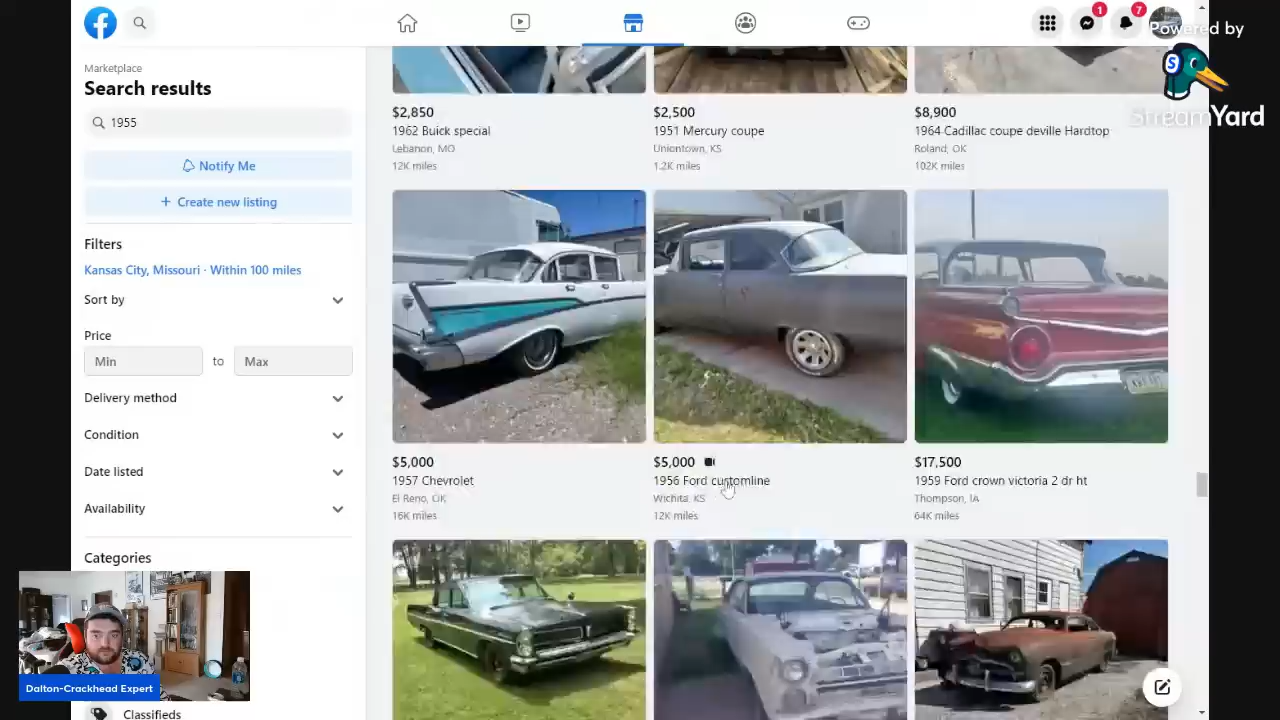 1
7
Powered by
StreamYard
Marketplace
Search results
1955
Notify Me
+ Create new listing
Filters
Kansas City, Missouri · Within 100 miles
Sort by
Price
Min to Max
Delivery method
Condition
Date listed
Availability
Categories
Classifieds
$2,850
1962 Buick special
Lebanon, MO
12K miles
$2,500
1951 Mercury coupe
Uniontown, KS
1.2K miles
$8,900
1964 Cadillac coupe deville Hardtop
Roland, OK
102K miles
$5,000
1957 Chevrolet
El Reno, OK
16K miles
$5,000
1956 Ford customline
Wichita, KS
12K miles
$17,500
1959 Ford crown victoria 2 dr ht
Thompson, IA
64K miles
Dalton-Crackhead Expert